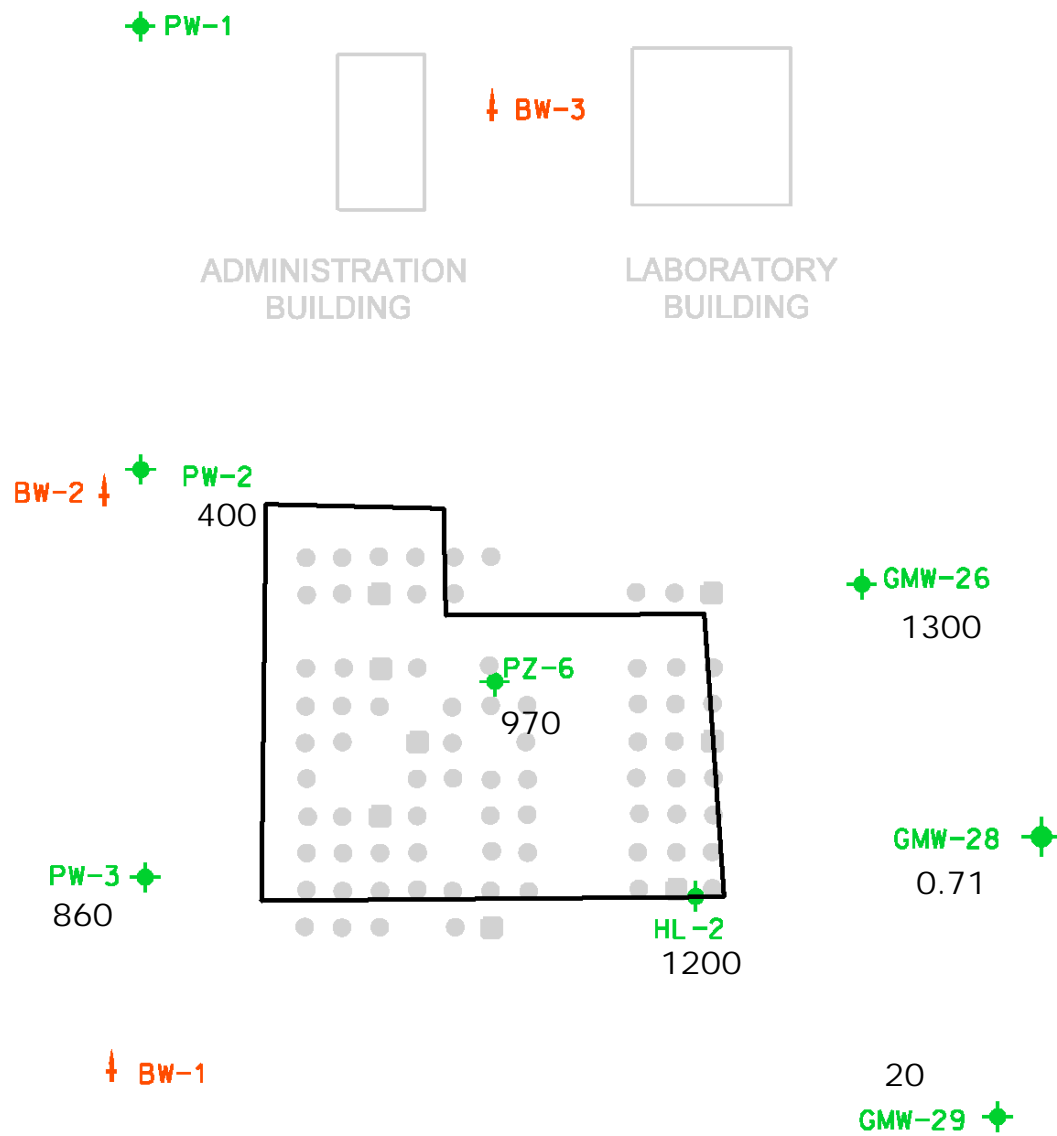 PW-1
BW-3
ADMINISTRATION
BUILDING
LABORATORY
BUILDING
PW-2
BW-2
400
GMW-26
1300
PZ-6
970
GMW-28
0.71
PW-3
860
HL-2
1200
BW-1
20
GMW-29